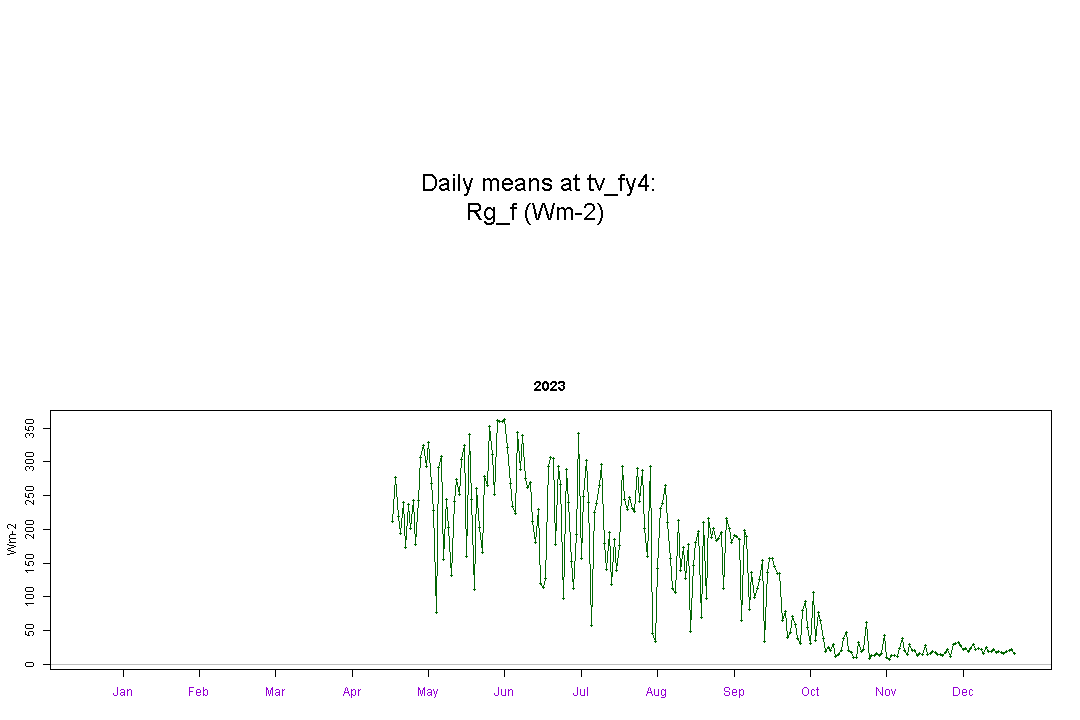 Daily means at tv_fy4:
Rg_f (Wm-2)
2023
Wm-2
350
300
250
200
150
100
50
0
Jan Feb Mar Apr May Jun Jul Aug Sep Oct Nov Dec